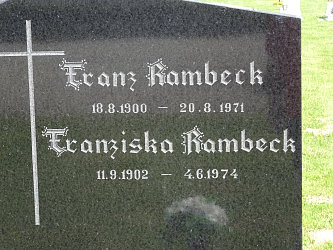 Franz Rambeck
18.8.1900 – 20.8.1971
Franziska Rambeck
11.9.1902 – 4.6.1974